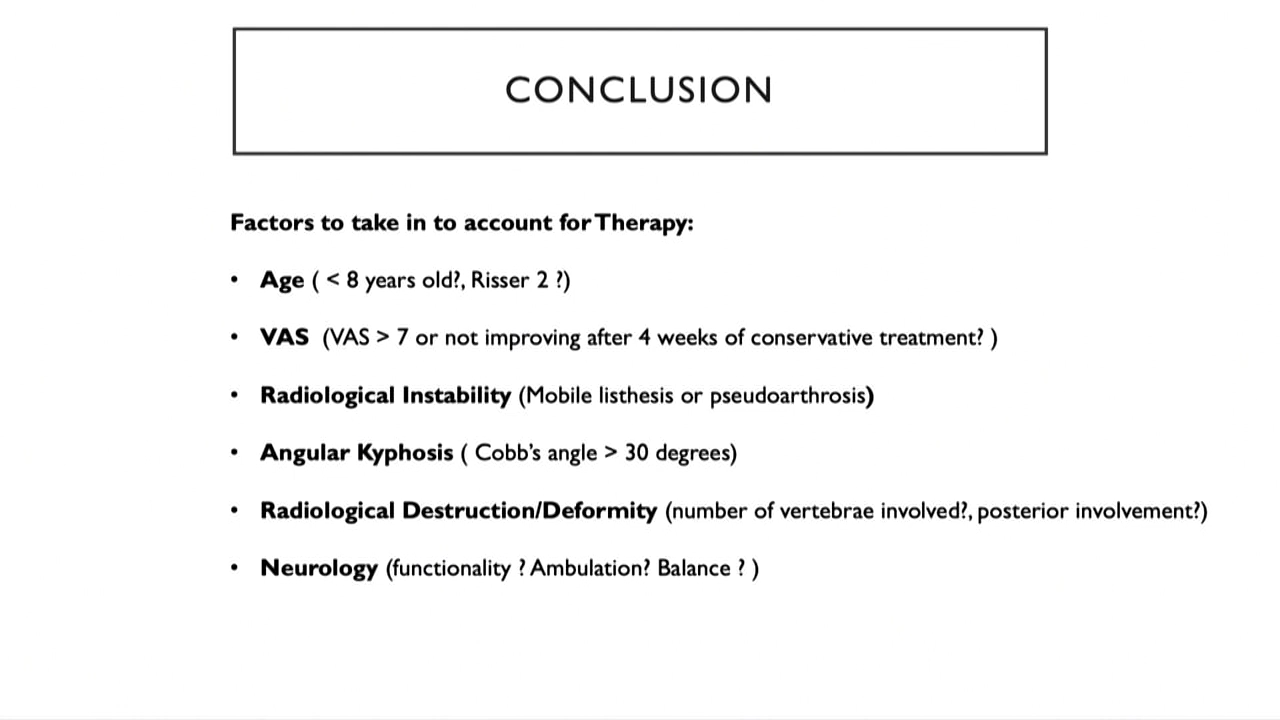 CONCLUSION
Factors to take in to account for Therapy:
• Age ( < 8 years old?, Risser 2 ?)
• VAS (VAS > 7 or not improving after 4 weeks of conservative treatment? )
• Radiological Instability (Mobile listhesis or pseudoarthrosis)
• Angular Kyphosis ( Cobb's angle > 30 degrees)
• Radiological Destruction/Deformity (number of vertebrae involved?, posterior involvement?)
• Neurology (functionality ? Ambulation? Balance ? )